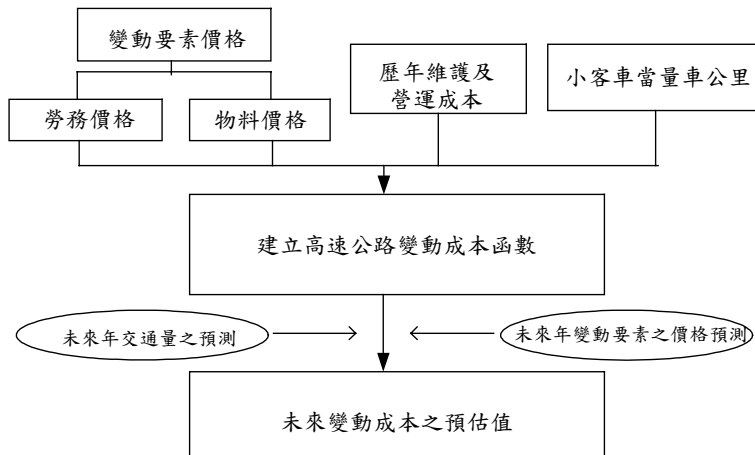 變動要素價格
勞務價格
物料價格
歷年維護及
營運成本
小客車當量車公里
建立高速公路變動成本函數
未來年交通量之預測
未來年變動要素之價格預測
未來變動成本之預估值